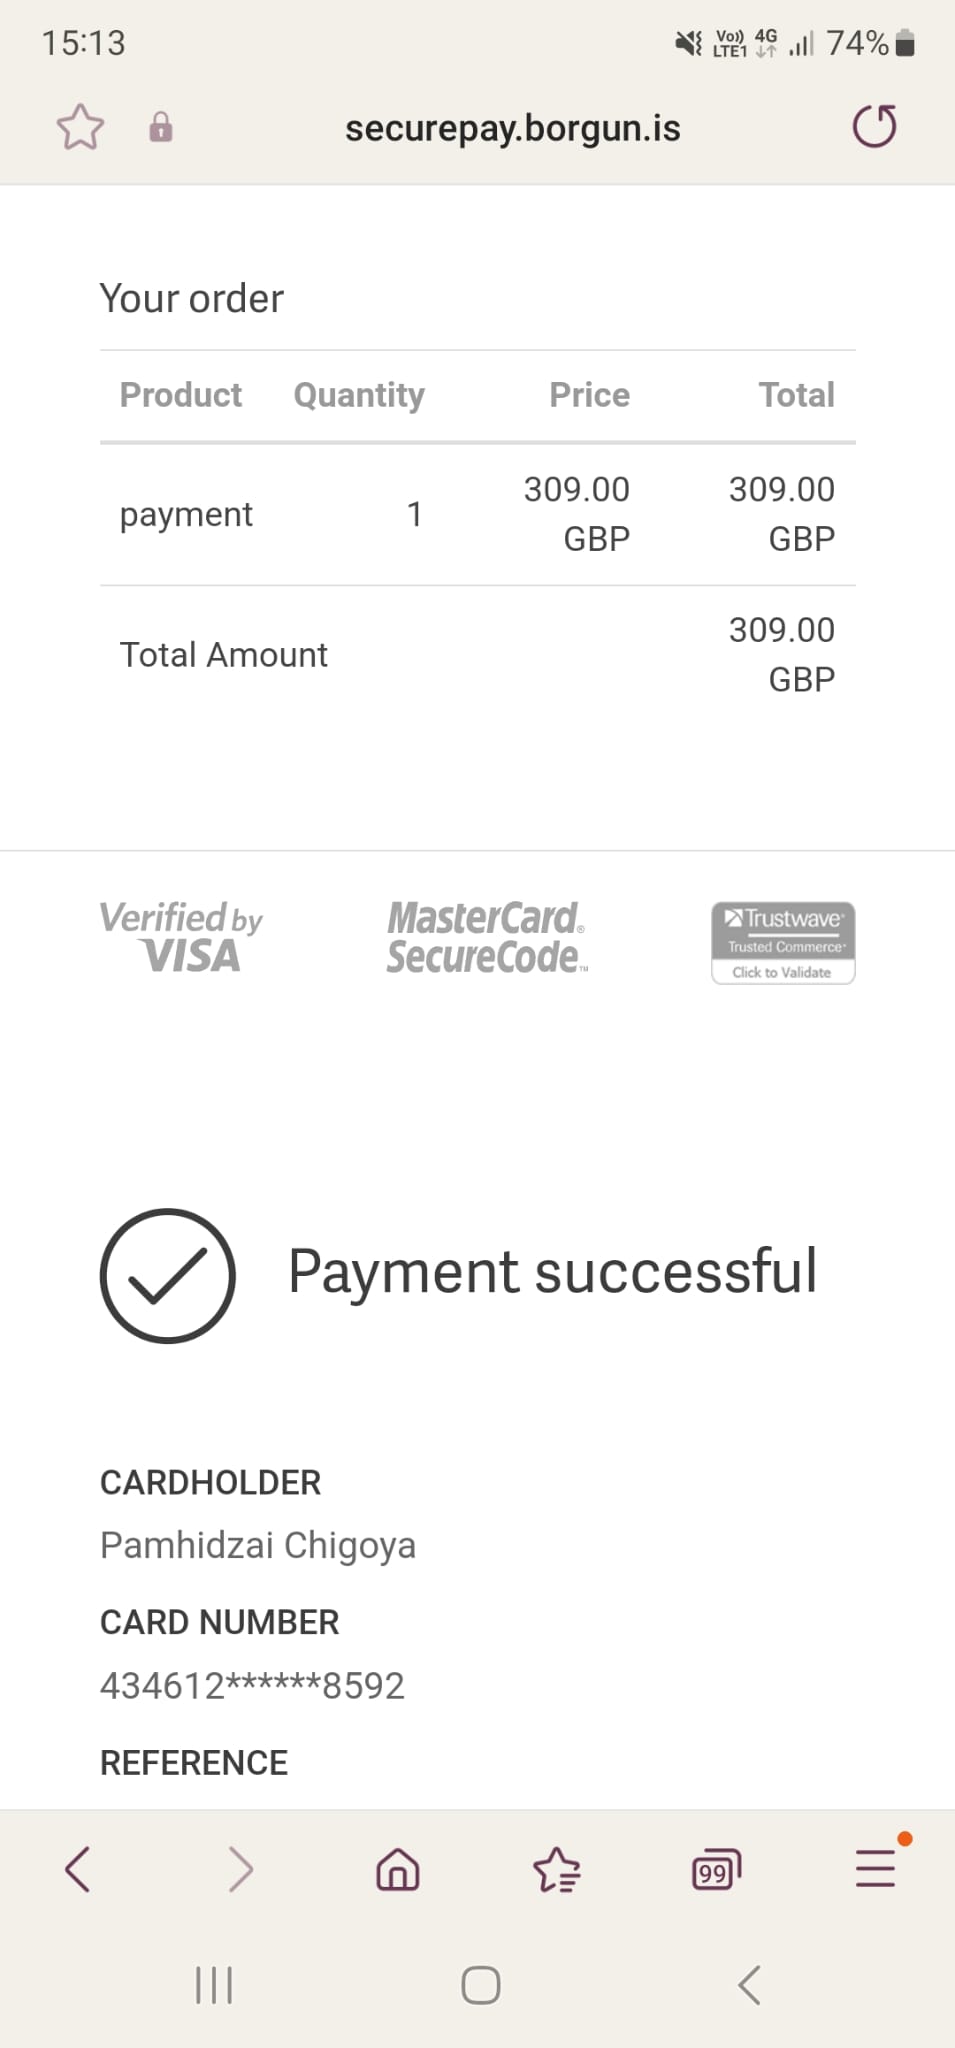 15:13 Vo)) LTE1 4G 74%
securepay.borgun.is
Your order
Product Quantity Price Total
payment 1 309.00 GBP 309.00 GBP
Total Amount 309.00 GBP
Verified by VISA
MasterCard® SecureCode™
Trustwave®
Trusted Commerce
Click to Validate
Payment successful
CARDHOLDER
Pamhidzai Chigoya
CARD NUMBER
434612******8592
REFERENCE
99